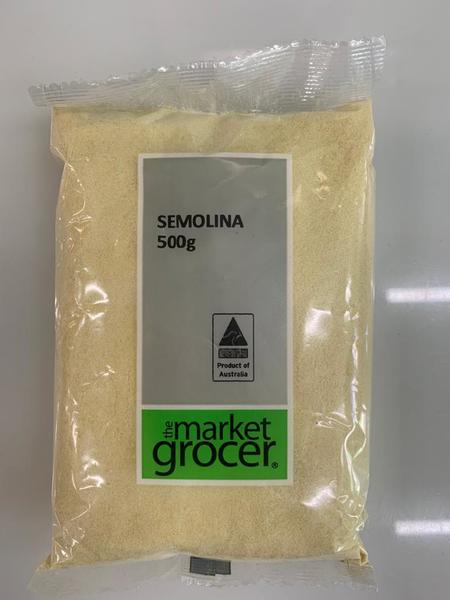 SEMOLINA
500g
Product of
Australia
the market
grocer®